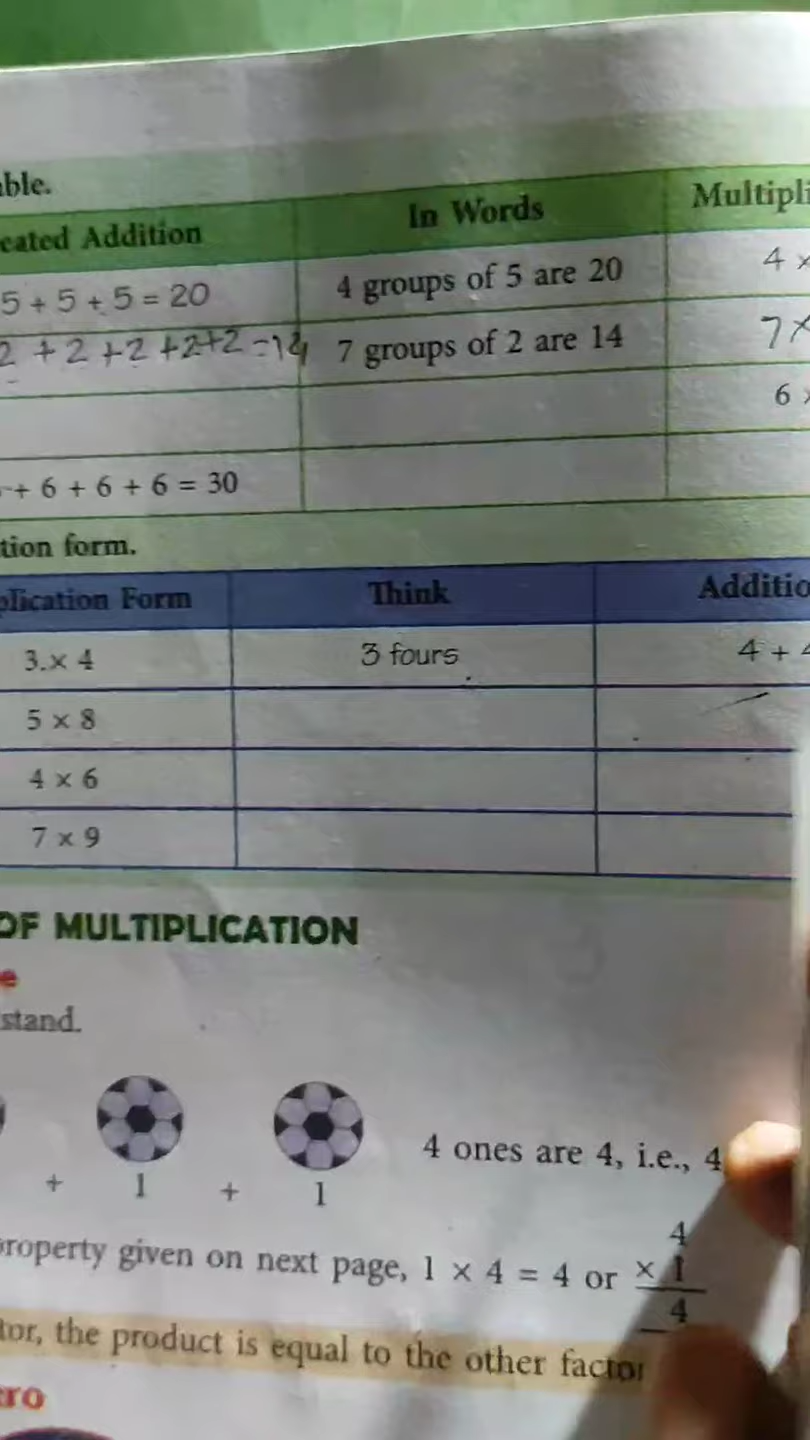 able.
eated Addition In Words Multipli
5 + 5 + 5 = 20 4 groups of 5 are 20 4 ×
2 + 2 + 2 + 2 + 2 = 14 7 groups of 2 are 14 7 ×
6 ×
+ 6 + 6 + 6 = 30
tion form.
plication Form Think Additio
3 × 4 3 fours 4 + 4
5 × 8
4 × 6
7 × 9
OF MULTIPLICATION
e
stand.
4 ones are 4, i.e., 4
+ 1 + 1
property given on next page, 1 × 4 = 4 or
4
× 1
4
tor, the product is equal to the other factor
ro